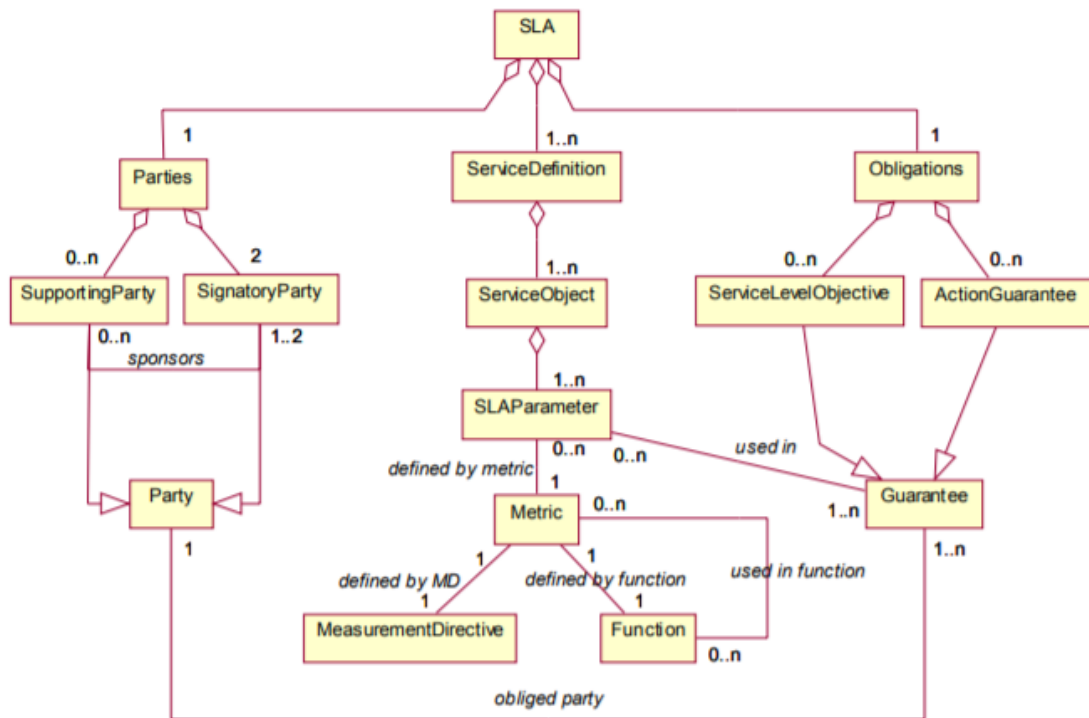 SLA
1
1..n
1
Parties
ServiceDefinition
Obligations
0..n
2
1..n
0..n
0..n
SupportingParty
SignatoryParty
ServiceObject
ServiceLevelObjective
ActionGuarantee
0..n
1..2
sponsors
1..n
SLAParameter
0..n
0..n
used in
defined by metric
1
Party
Metric
0..n
Guarantee
1..n
1
1..n
1
1
defined by MD
defined by function
used in function
1
1
MeasurementDirective
Function
0..n
obliged party